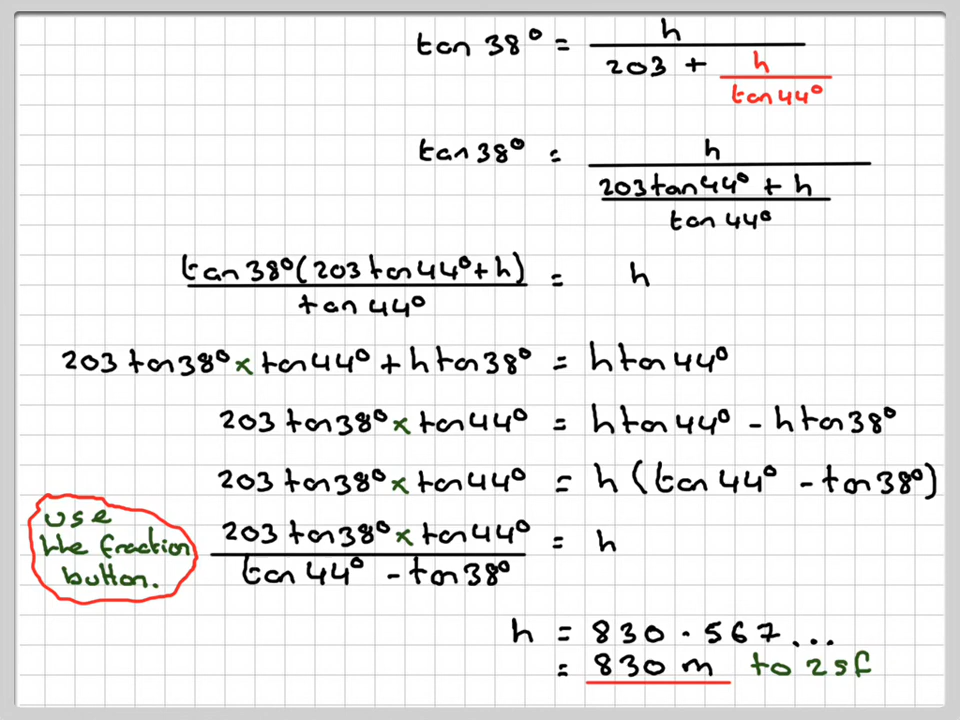 tan 38° = h / (203 + h / tan 44°)
tan 38° = h / ((203 tan 44° + h) / tan 44°)
tan 38° (203 tan 44° + h) / tan 44° = h
203 tan 38° × tan 44° + h tan 38° = h tan 44°
203 tan 38° × tan 44° = h tan 44° - h tan 38°
203 tan 38° × tan 44° = h (tan 44° - tan 38°)
use
the fraction
button.
203 tan 38° × tan 44° / (tan 44° - tan 38°) = h
h = 830.567...
= 830 m to 2sf